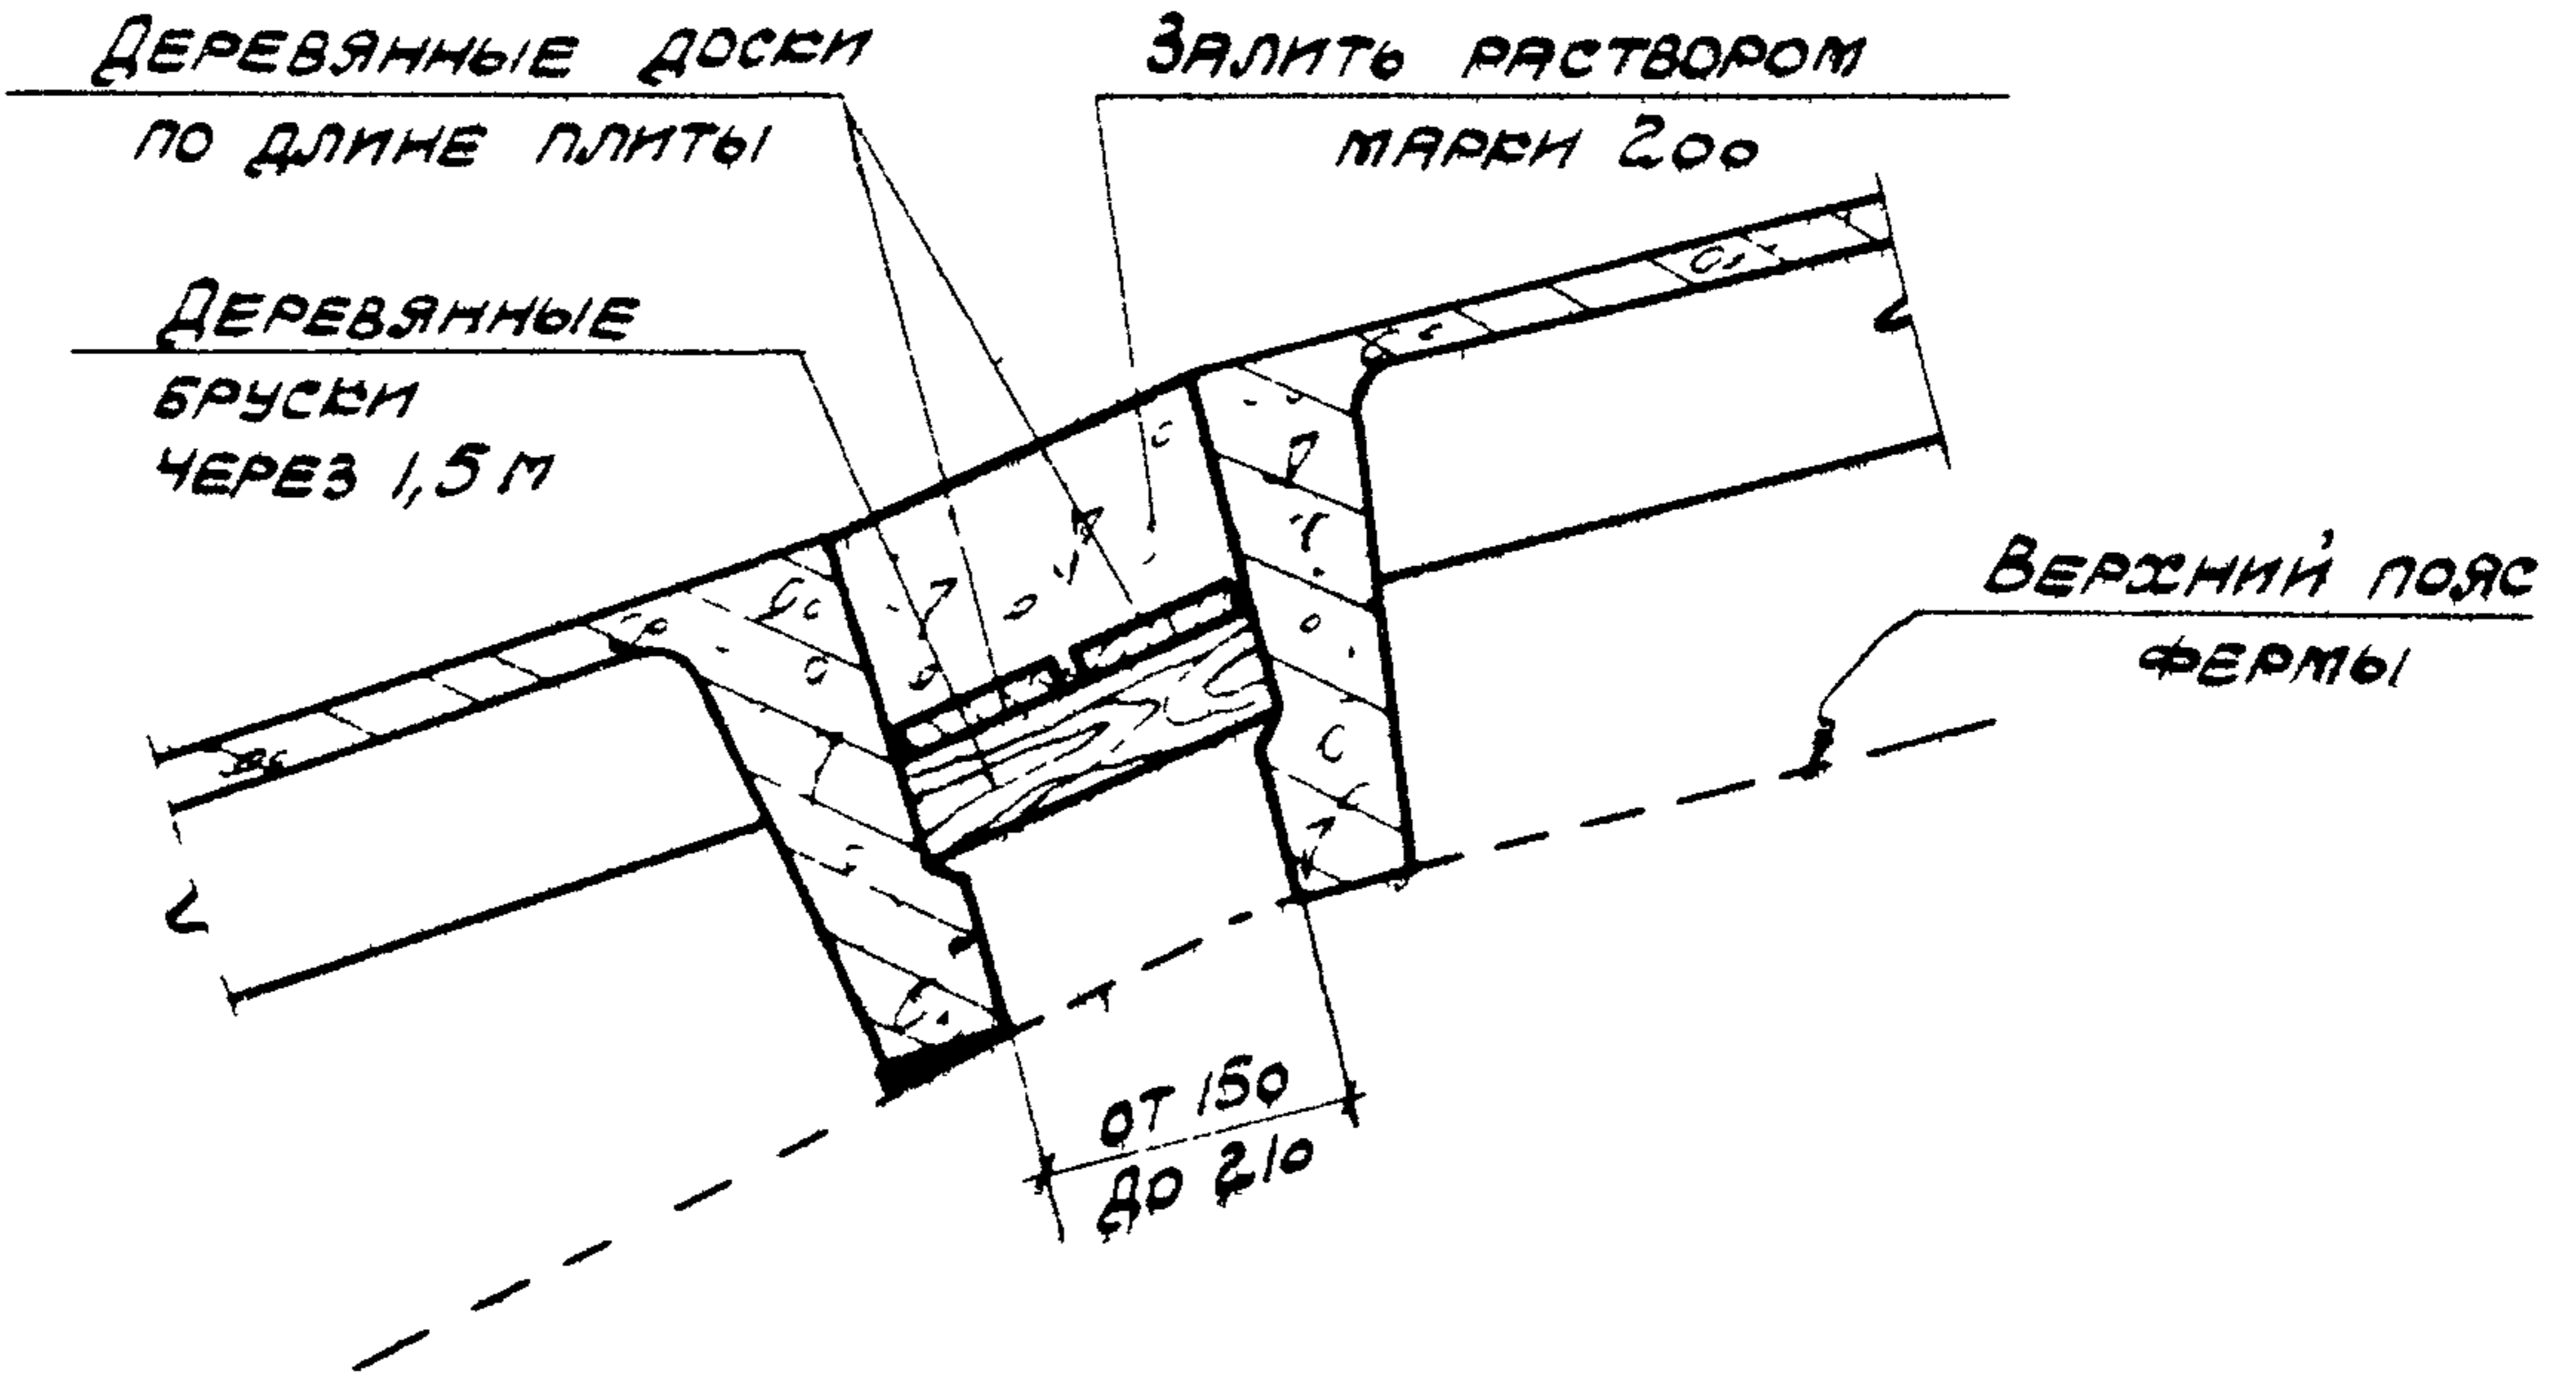 Деревянные доски
по длине плиты
Залить раствором
марки 200
Деревянные
бруски
через 1,5 м
Верхний пояс
фермы
от 150
до 210